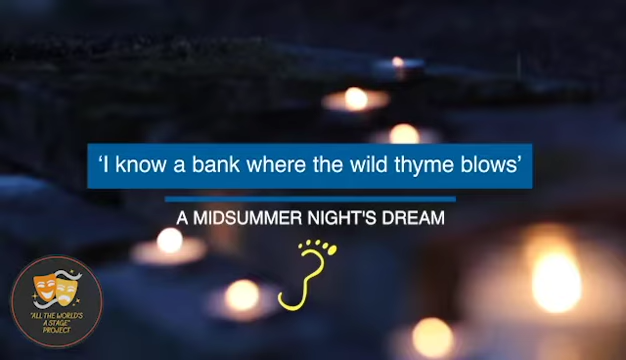 ‘I know a bank where the wild thyme blows’
A MIDSUMMER NIGHT'S DREAM
"ALL THE WORLD'S
A STAGE"
PROJECT